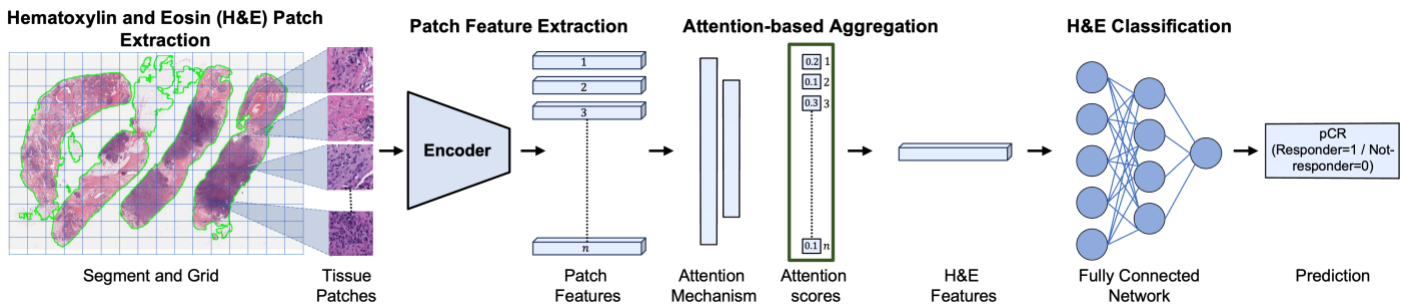 Hematoxylin and Eosin (H&E) Patch
Extraction
Patch Feature Extraction
Attention-based Aggregation
H&E Classification
Encoder
1
2
3
n
0.2 1
0.1 2
0.3 3
0.1 n
pCR
(Responder=1 / Not-
responder=0)
Segment and Grid
Tissue
Patches
Patch
Features
Attention
Mechanism
Attention
scores
H&E
Features
Fully Connected
Network
Prediction